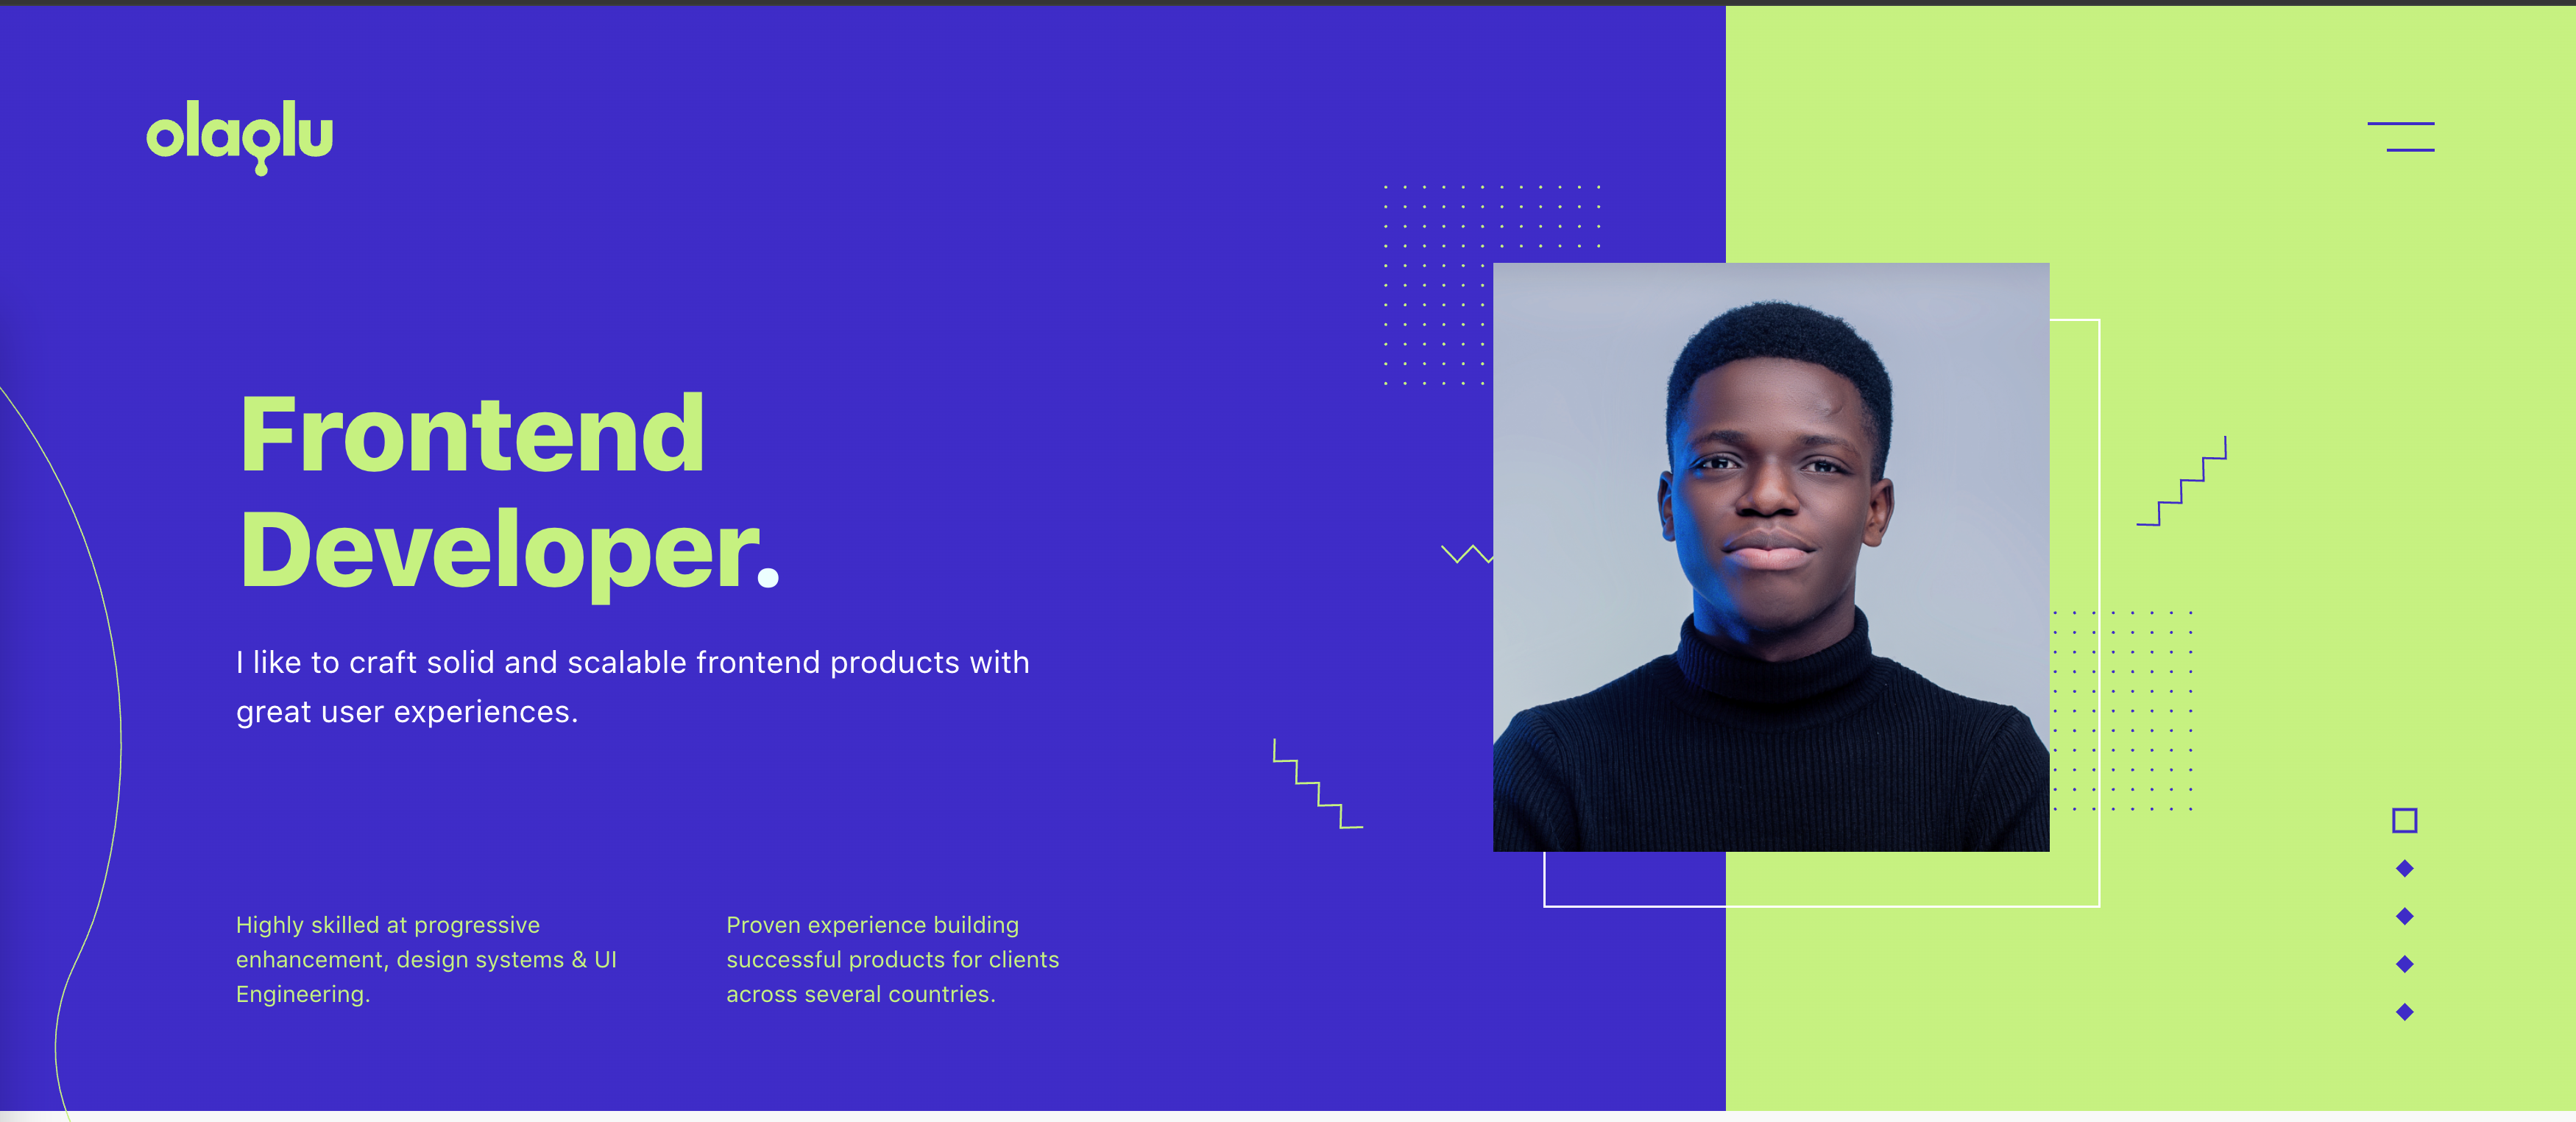 olaolu
Frontend
Developer.
I like to craft solid and scalable frontend products with
great user experiences.
Highly skilled at progressive
enhancement, design systems & UI
Engineering.
Proven experience building
successful products for clients
across several countries.